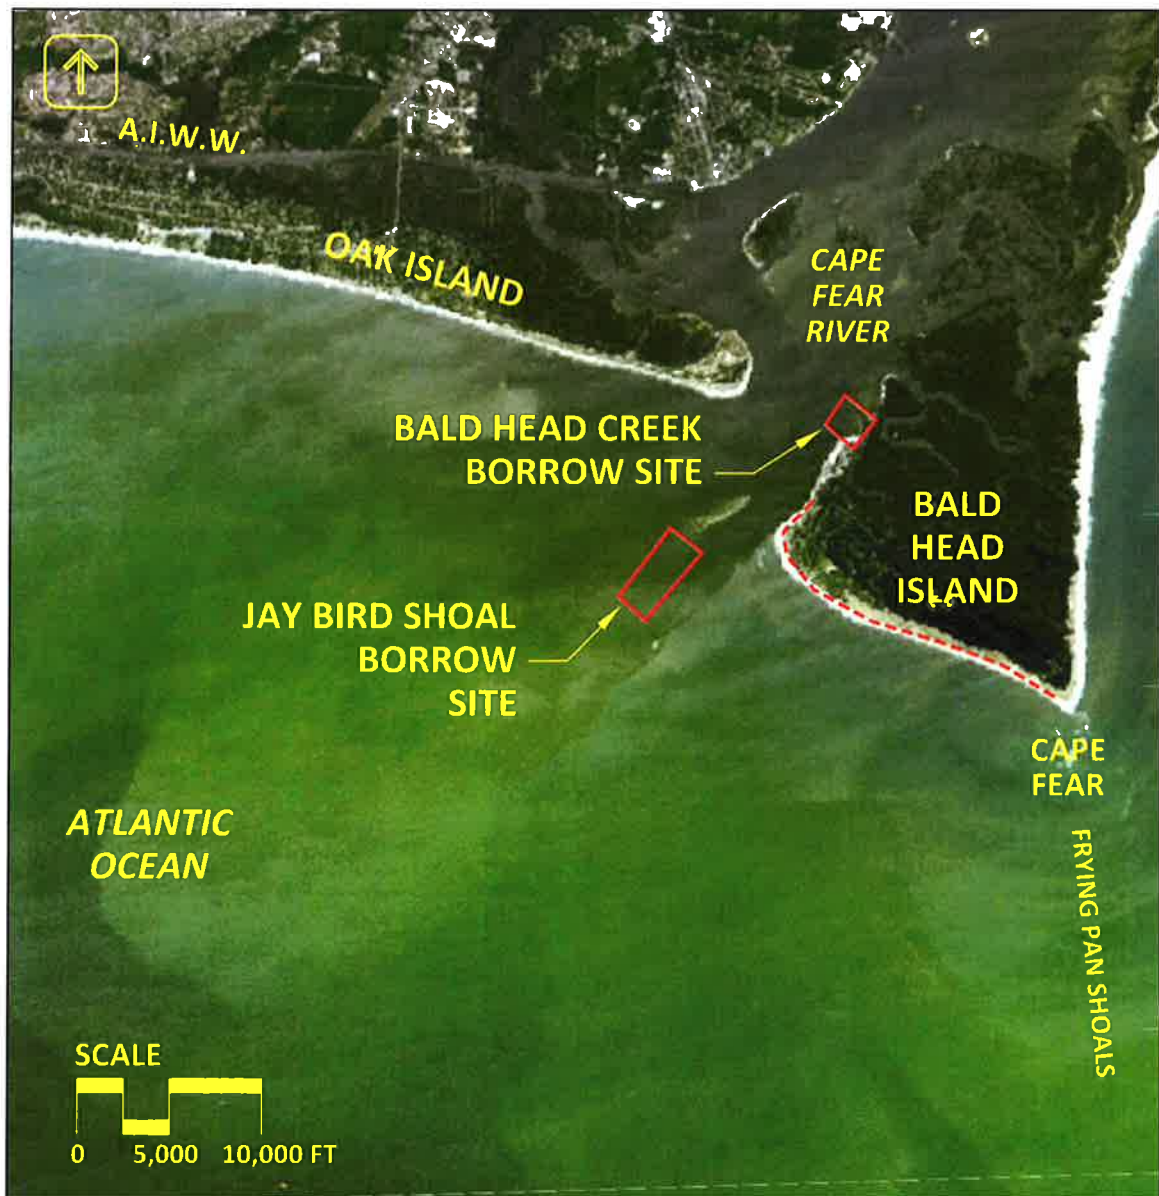 A.I.W.W.
OAK ISLAND
CAPE
FEAR
RIVER
BALD HEAD CREEK
BORROW SITE
BALD
HEAD
ISLAND
JAY BIRD SHOAL
BORROW
SITE
CAPE
FEAR
ATLANTIC
OCEAN
FRYING PAN SHOALS
SCALE
0 5,000 10,000 FT